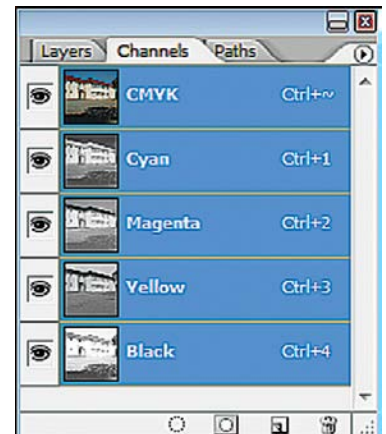 Layers Channels Paths
CMYK Ctrl+~
Cyan Ctrl+1
Magenta Ctrl+2
Yellow Ctrl+3
Black Ctrl+4